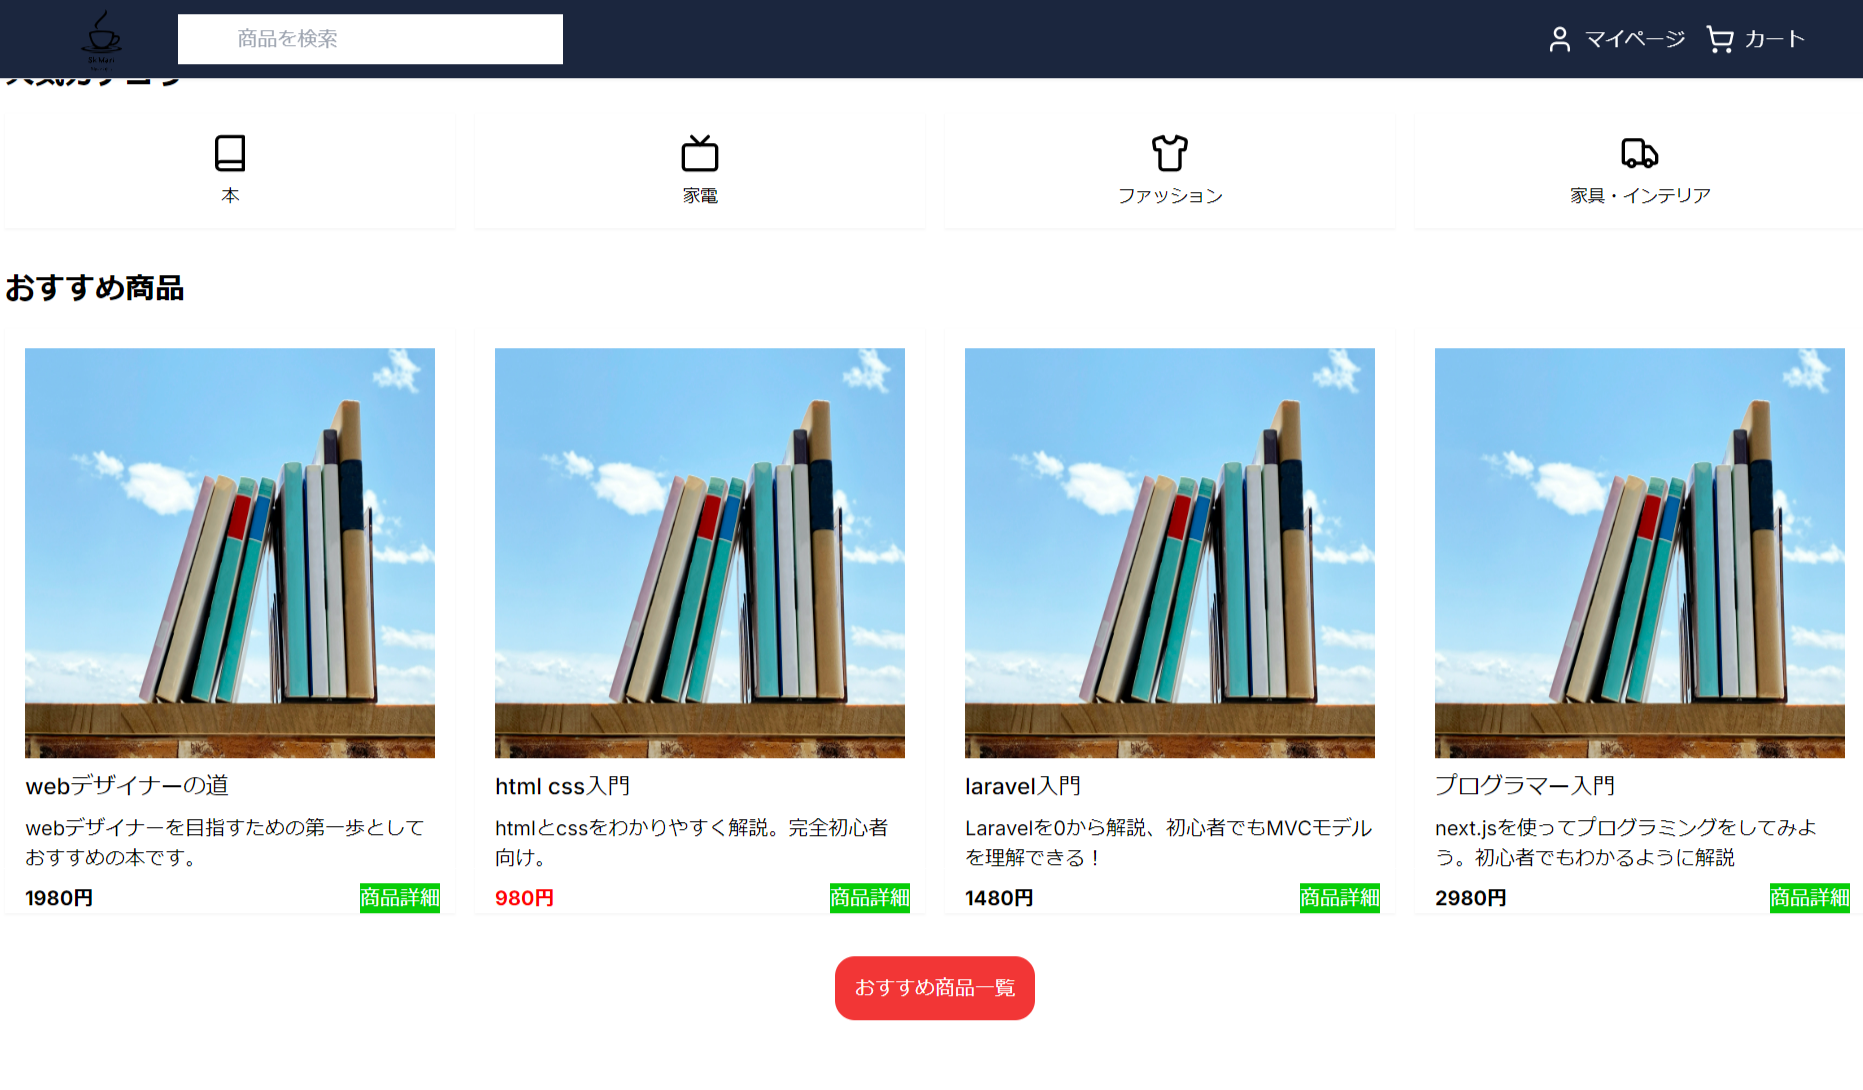 商品を検索
マイページ
カート
人気カテゴリ
本
家電
ファッション
家具・インテリア
おすすめ商品
webデザイナーの道
webデザイナーを目指すための第一歩として
おすすめの本です。
1980円
商品詳細
html css入門
htmlとcssをわかりやすく解説。完全初心者
向け。
980円
商品詳細
laravel入門
Laravelを0から解説、初心者でもMVCモデル
を理解できる！
1480円
商品詳細
プログラマー入門
next.jsを使ってプログラミングをしてみよ
う。初心者でもわかるように解説
2980円
商品詳細
おすすめ商品一覧